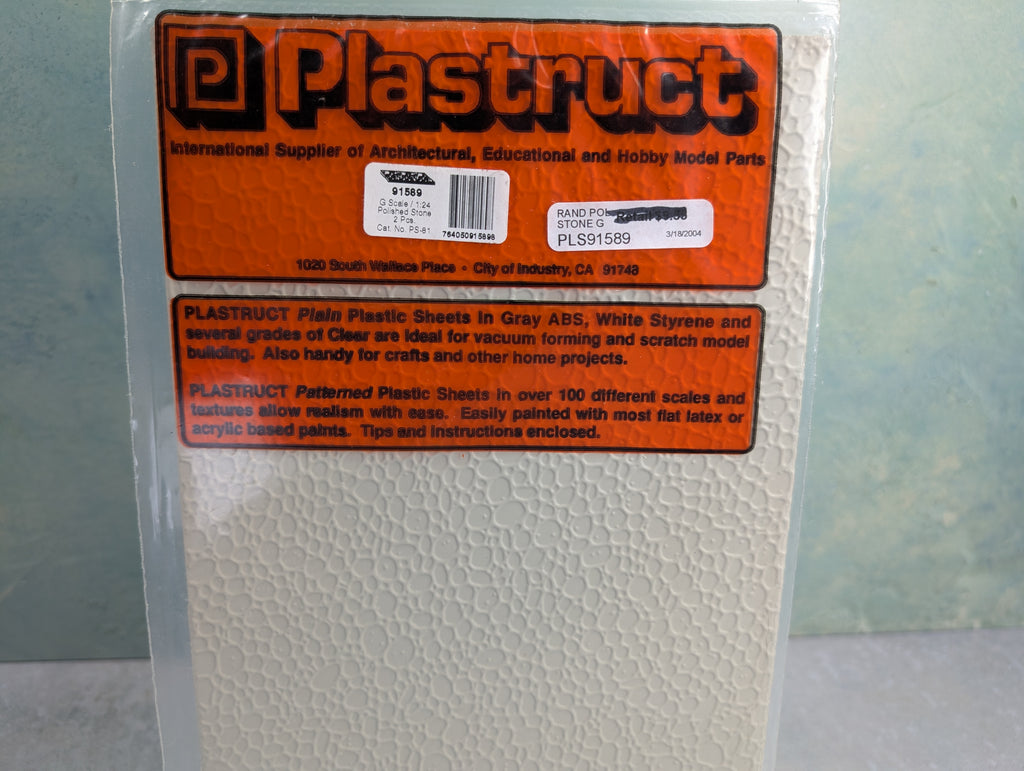 Plastruct
International Supplier of Architectural, Educational and Hobby Model Parts
91589
G Scale / 1:24
Polished Stone
2 Pcs.
Cat. No. PS-81
764050915898
RAND POL
STONE G
PLS91589
3/18/2004
1020 South Wallace Place • City of Industry, CA 91748
PLASTRUCT Plain Plastic Sheets in Gray ABS, White Styrene and
several grades of Clear are ideal for vacuum forming and scratch model
building. Also handy for crafts and other home projects.
PLASTRUCT Patterned Plastic Sheets in over 100 different scales and
textures allow realism with ease. Easily painted with most flat latex or
acrylic based paints. Tips and instructions enclosed.